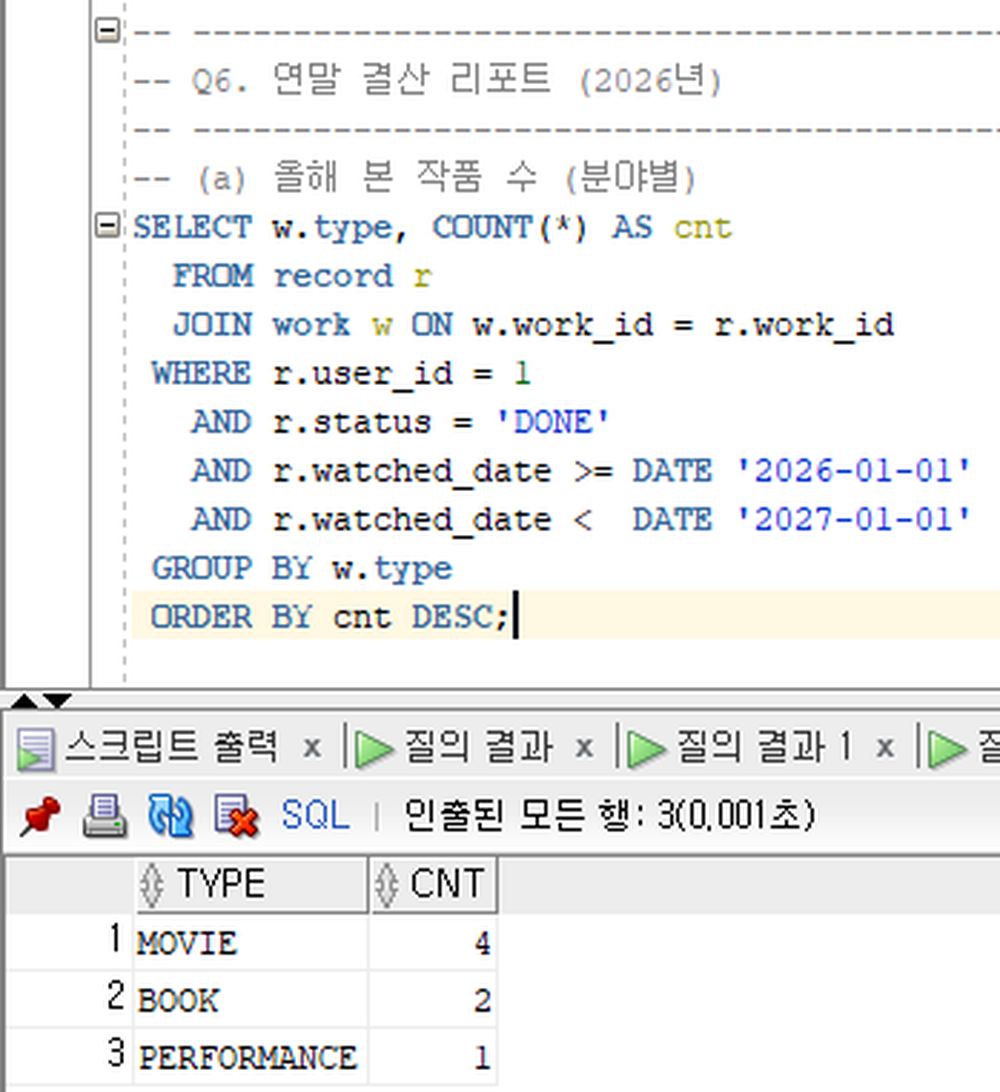 -- ----------------------------------------
-- Q6. 연말 결산 리포트 (2026년)
-- ----------------------------------------
-- (a) 올해 본 작품 수 (분야별)
SELECT w.type, COUNT(*) AS cnt
FROM record r
JOIN work w ON w.work_id = r.work_id
WHERE r.user_id = 1
AND r.status = 'DONE'
AND r.watched_date >= DATE '2026-01-01'
AND r.watched_date < DATE '2027-01-01'
GROUP BY w.type
ORDER BY cnt DESC;
스크립트 출력 x 질의 결과 x 질의 결과 1 x 질
SQL | 인출된 모든 행: 3(0,001초)
TYPE CNT
1 MOVIE 4
2 BOOK 2
3 PERFORMANCE 1